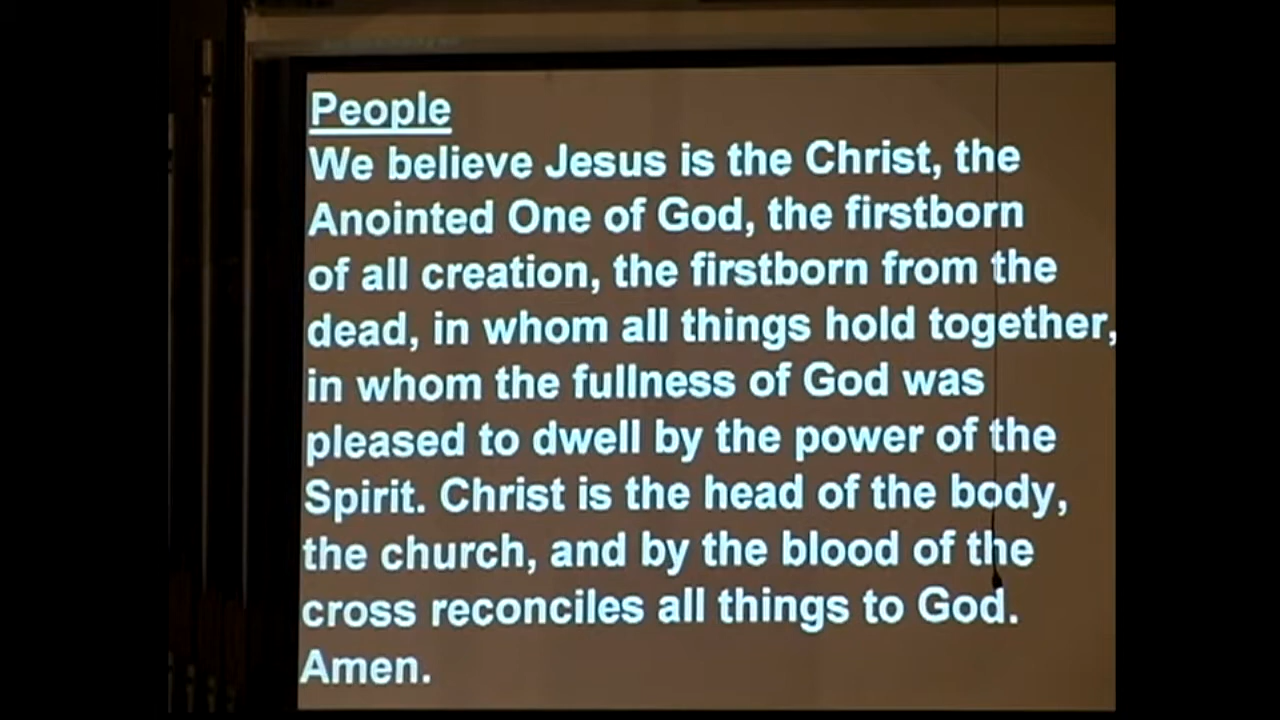 People
We believe Jesus is the Christ, the
Anointed One of God, the firstborn
of all creation, the firstborn from the
dead, in whom all things hold together,
in whom the fullness of God was
pleased to dwell by the power of the
Spirit. Christ is the head of the body,
the church, and by the blood of the
cross reconciles all things to God.
Amen.